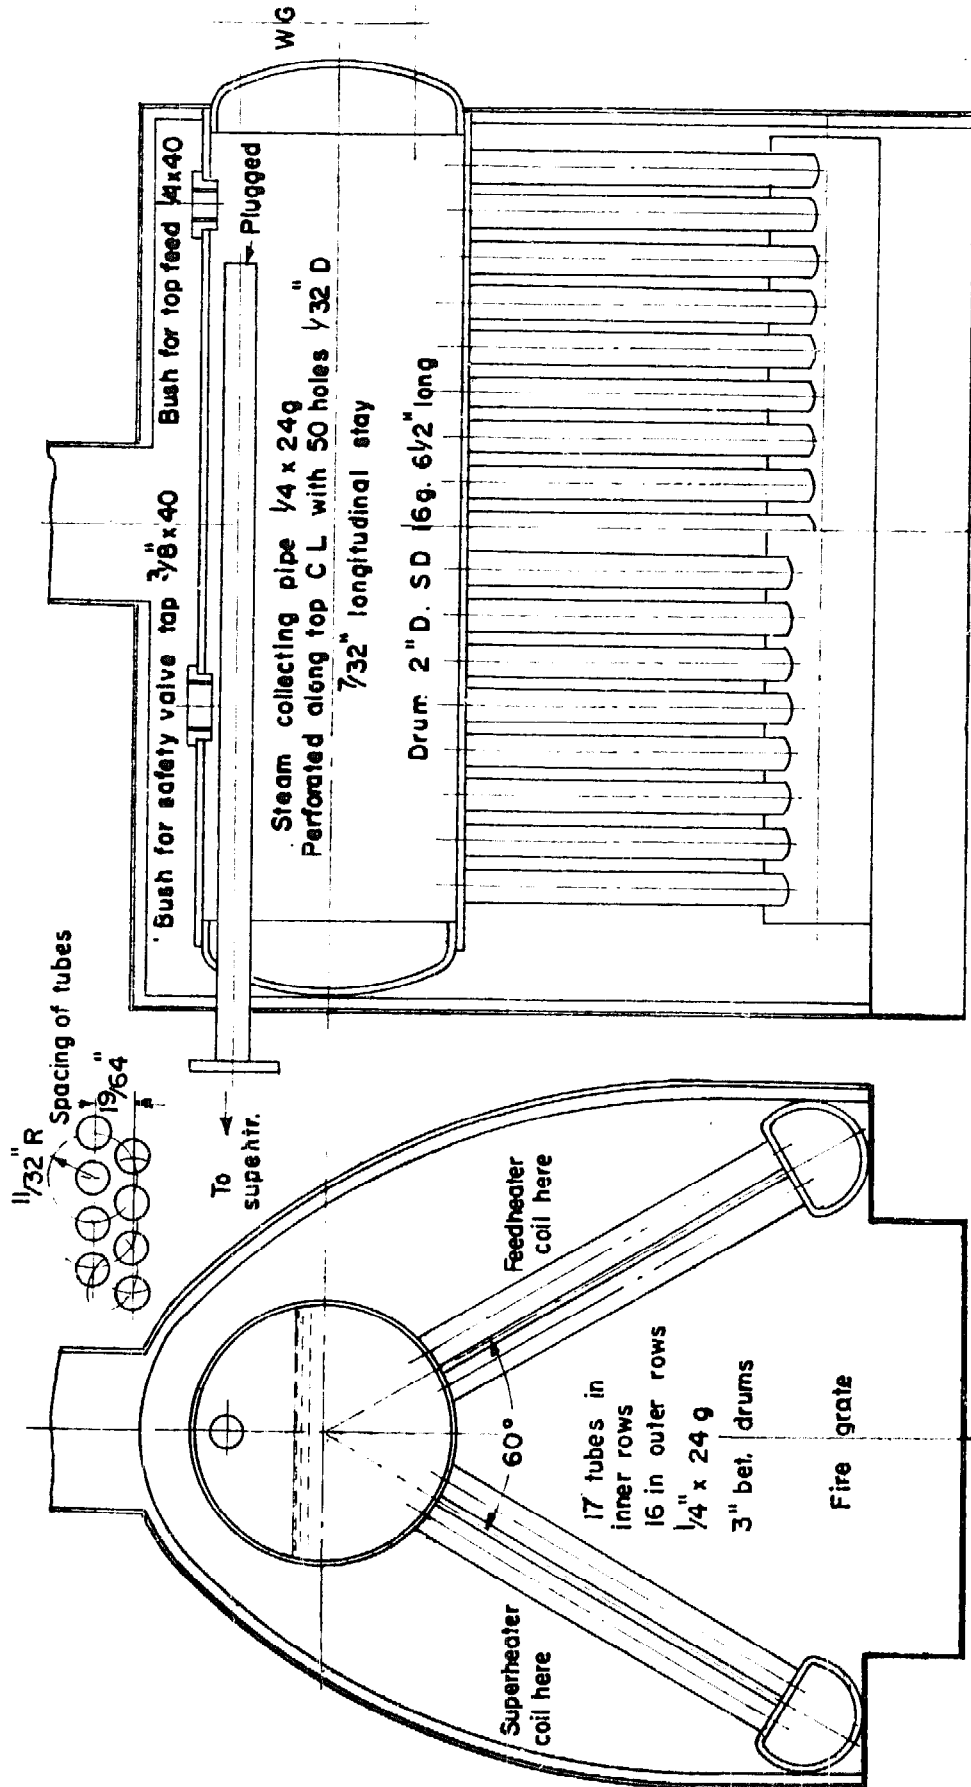 WG
Bush for top feed 1/4x40
Plugged
Bush for safety valve tap 3/8"x40
Steam collecting pipe 1/4 x 24g
Perforated along top C L with 50 holes 1/32" D
7/32" longitudinal stay
Drum 2" D. SD 16g. 6 1/2" long
Spacing of tubes
19/64"
11/32" R
To
suphtr.
Feedheater
coil here
60°
17 tubes in
inner rows
16 in outer rows
1/4" x 24 g
3" bet. drums
Superheater
coil here
Fire grate